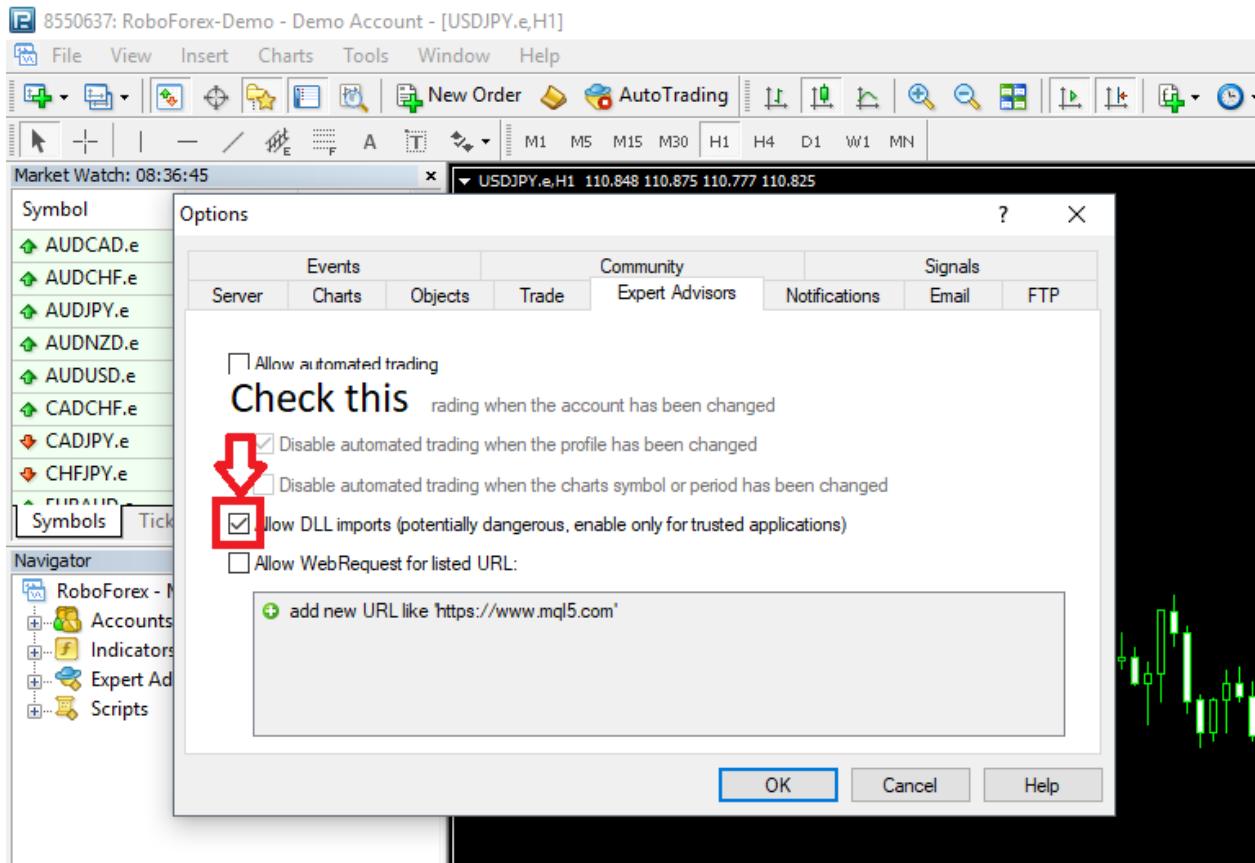 8550637: RoboForex-Demo - Demo Account - [USDJPY.e,H1]
File View Insert Charts Tools Window Help
New Order AutoTrading
E F A T M1 M5 M15 M30 H1 H4 D1 W1 MN
Market Watch: 08:36:45
USDJPY.e,H1 110.848 110.875 110.777 110.825
Symbol
AUDCAD.e
AUDCHF.e
AUDJPY.e
AUDNZD.e
AUDUSD.e
CADCHF.e
CADJPY.e
CHFJPY.e
EURAUD.e
Symbols Tick
Navigator
RoboForex -
Accounts
Indicators
Expert Ad
Scripts
Options ?
Events Community Signals
Server Charts Objects Trade Expert Advisors Notifications Email FTP
Allow automated trading
Check this
rading when the account has been changed
Disable automated trading when the profile has been changed
Disable automated trading when the charts symbol or period has been changed
Allow DLL imports (potentially dangerous, enable only for trusted applications)
Allow WebRequest for listed URL:
add new URL like 'https://www.mql5.com'
OK Cancel Help